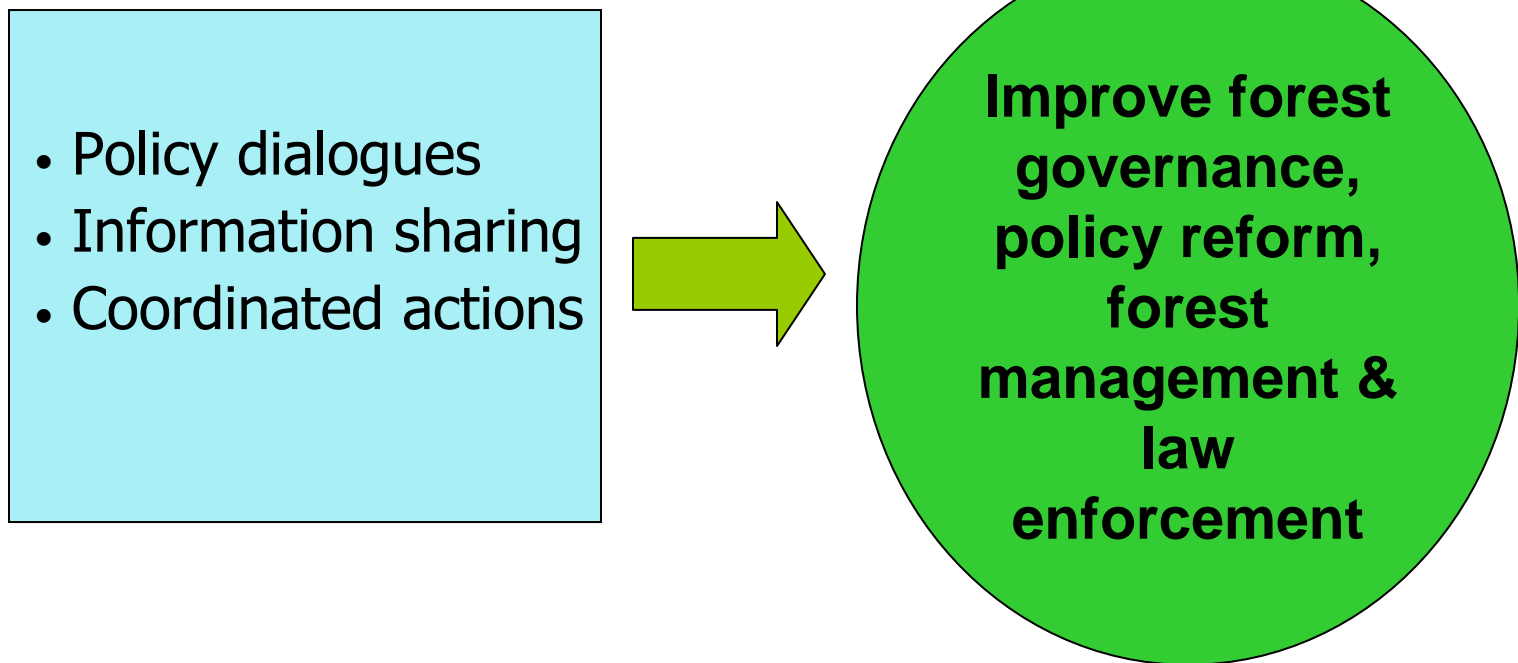 • Policy dialogues
• Information sharing
• Coordinated actions
Improve forest
governance,
policy reform,
forest
management &
law
enforcement